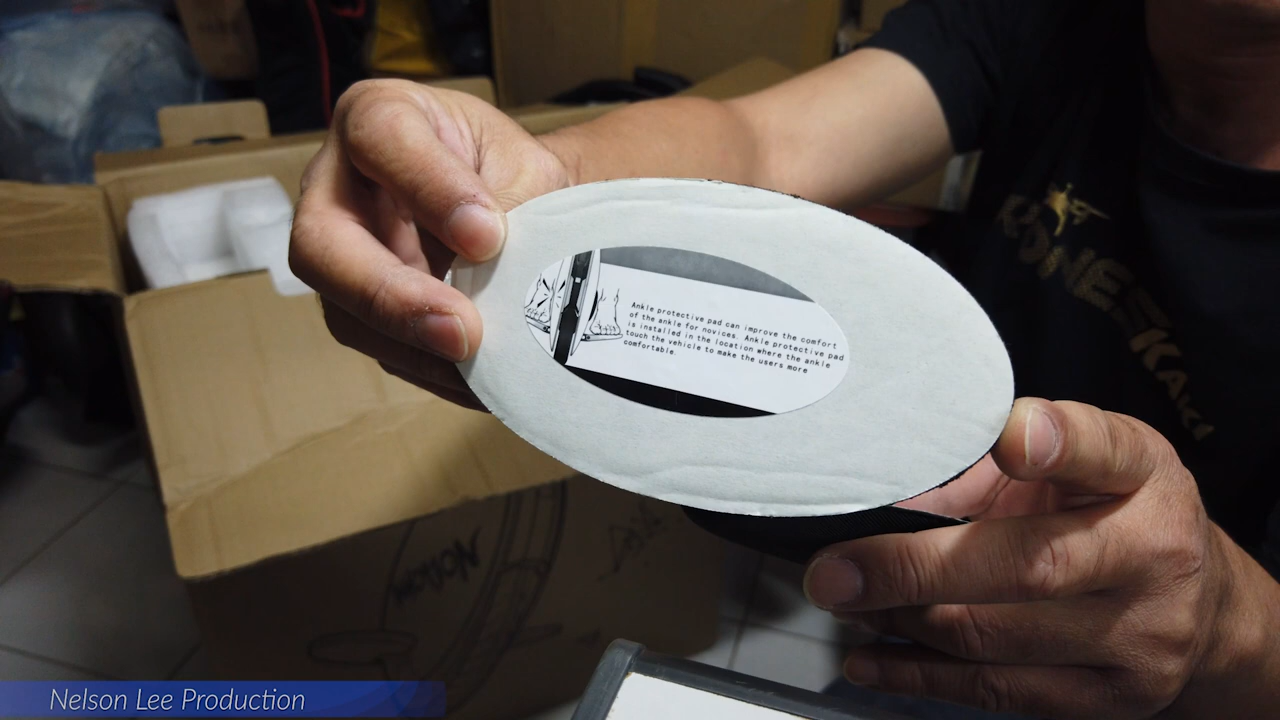 Ankle protective pad can improve the comfort
of the ankle for novices. Ankle protective pad
is installed in the location where the ankle
touch the vehicle to make the users more
comfortable.
Nelson Lee Production